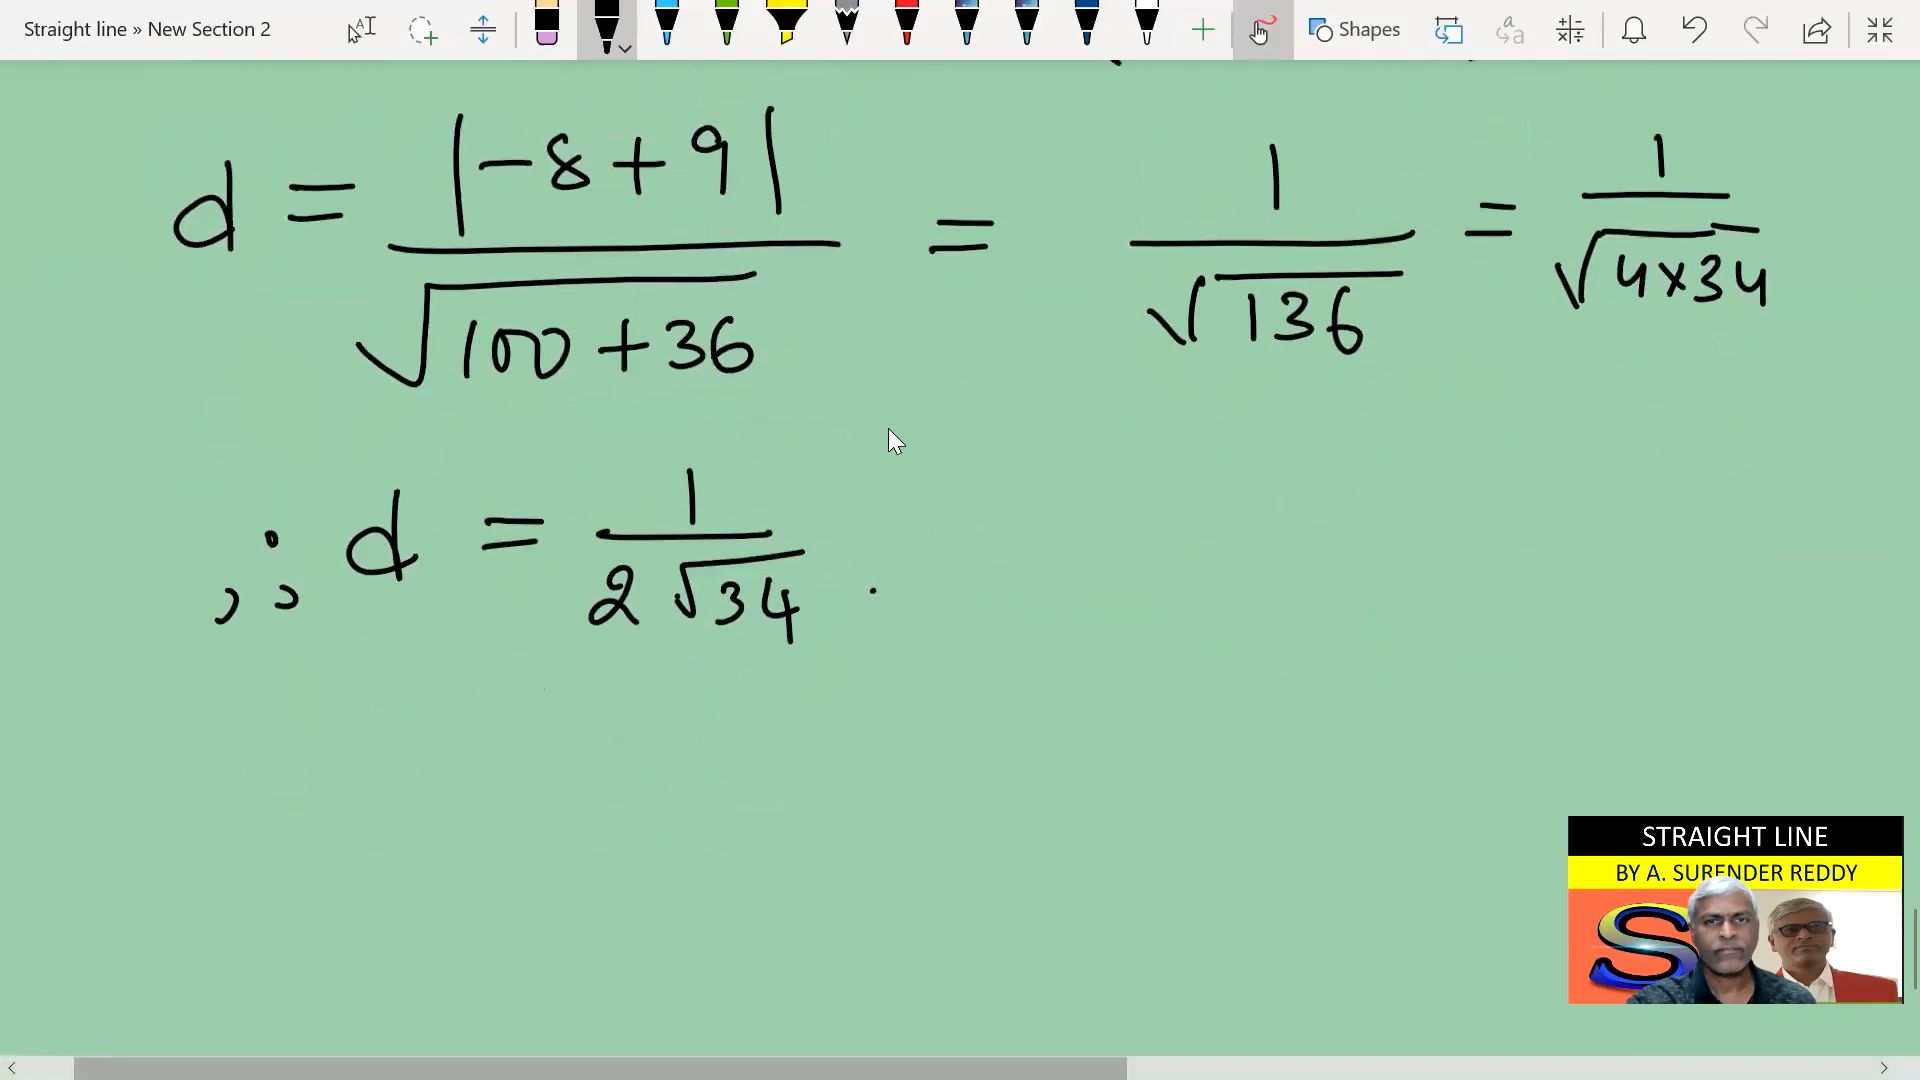 Straight line » New Section 2
Shapes
d = |-8+9| / √(100+36) = 1/√136 = 1/√(4×34)
∴ d = 1/(2√34) .
STRAIGHT LINE
BY A. SURENDER REDDY
S